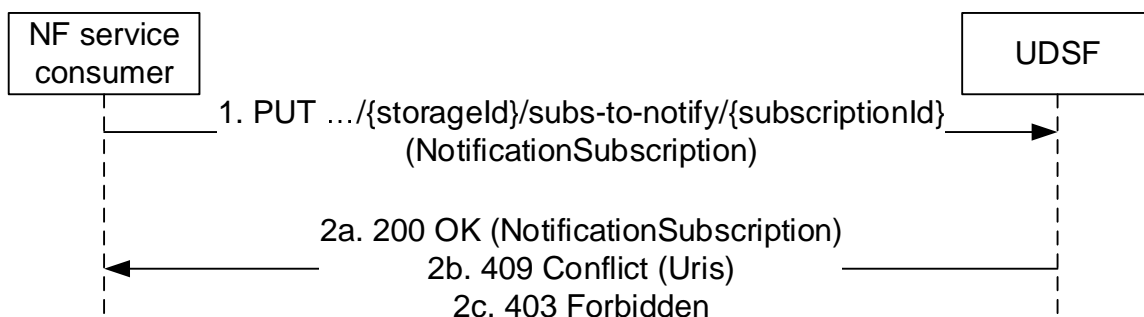 NF service
consumer
UDSF
1. PUT …/{storageId}/subs-to-notify/{subscriptionId}
(NotificationSubscription)
2a. 200 OK (NotificationSubscription)
2b. 409 Conflict (Uris)
2c. 403 Forbidden